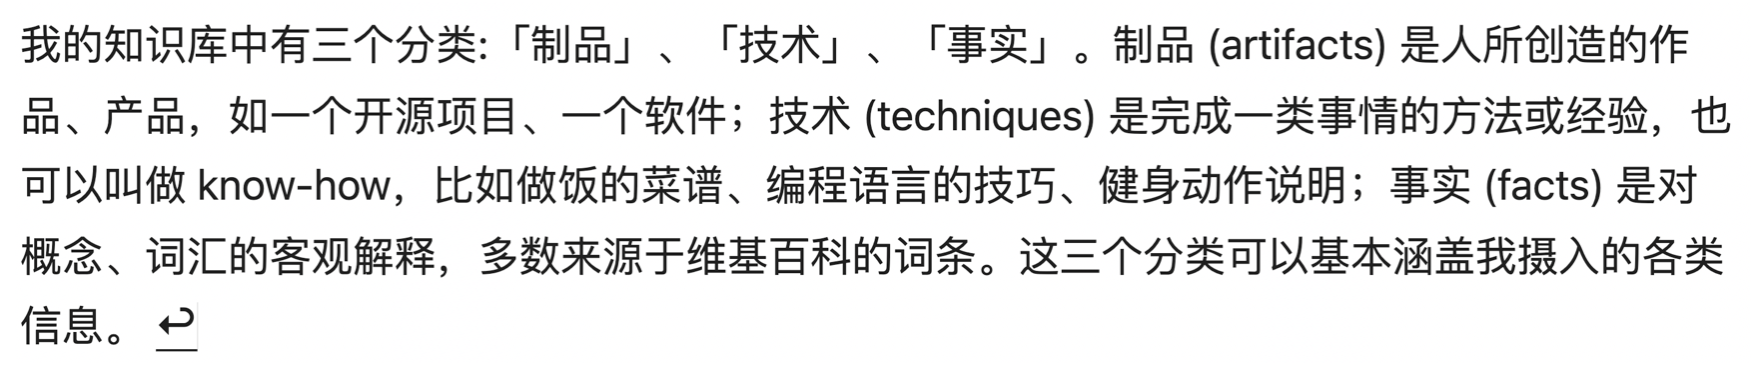 我的知识库中有三个分类:「制品」、「技术」、「事实」。制品 (artifacts) 是人所创造的作
品、产品，如一个开源项目、一个软件；技术 (techniques) 是完成一类事情的方法或经验，也
可以叫做 know-how，比如做饭的菜谱、编程语言的技巧、健身动作说明；事实 (facts) 是对
概念、词汇的客观解释，多数来源于维基百科的词条。这三个分类可以基本涵盖我摄入的各类
信息。 ↩